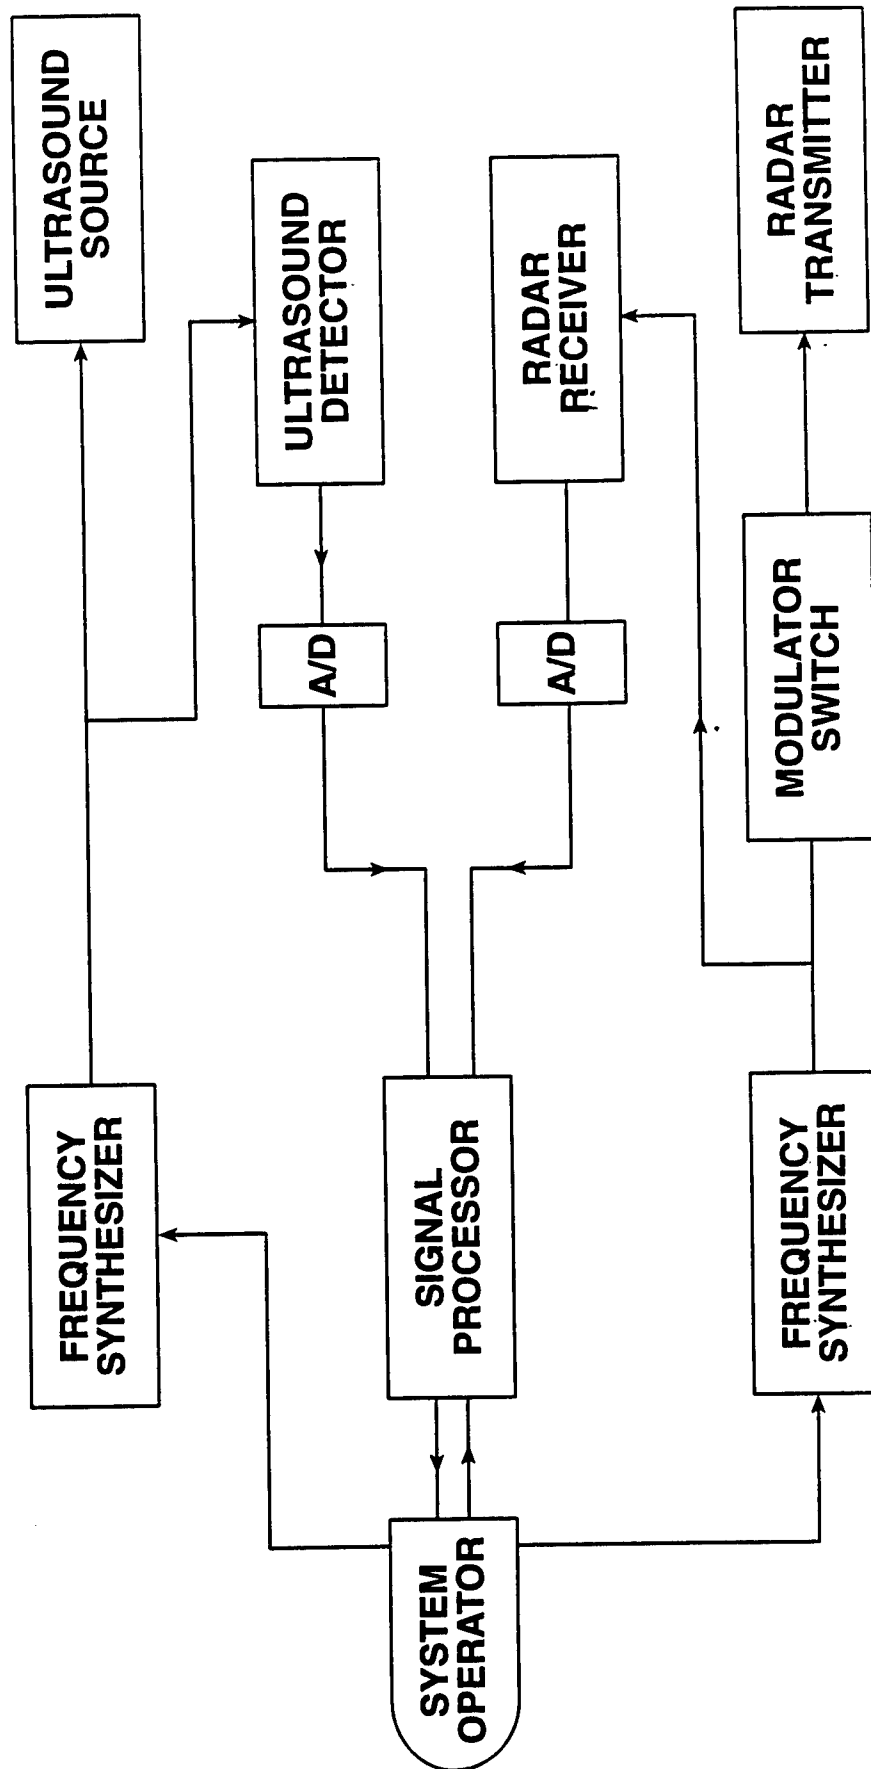 ULTRASOUND
SOURCE
ULTRASOUND
DETECTOR
RADAR
RECEIVER
RADAR
TRANSMITTER
A/D
A/D
MODULATOR
SWITCH
FREQUENCY
SYNTHESIZER
SIGNAL
PROCESSOR
FREQUENCY
SYNTHESIZER
SYSTEM
OPERATOR